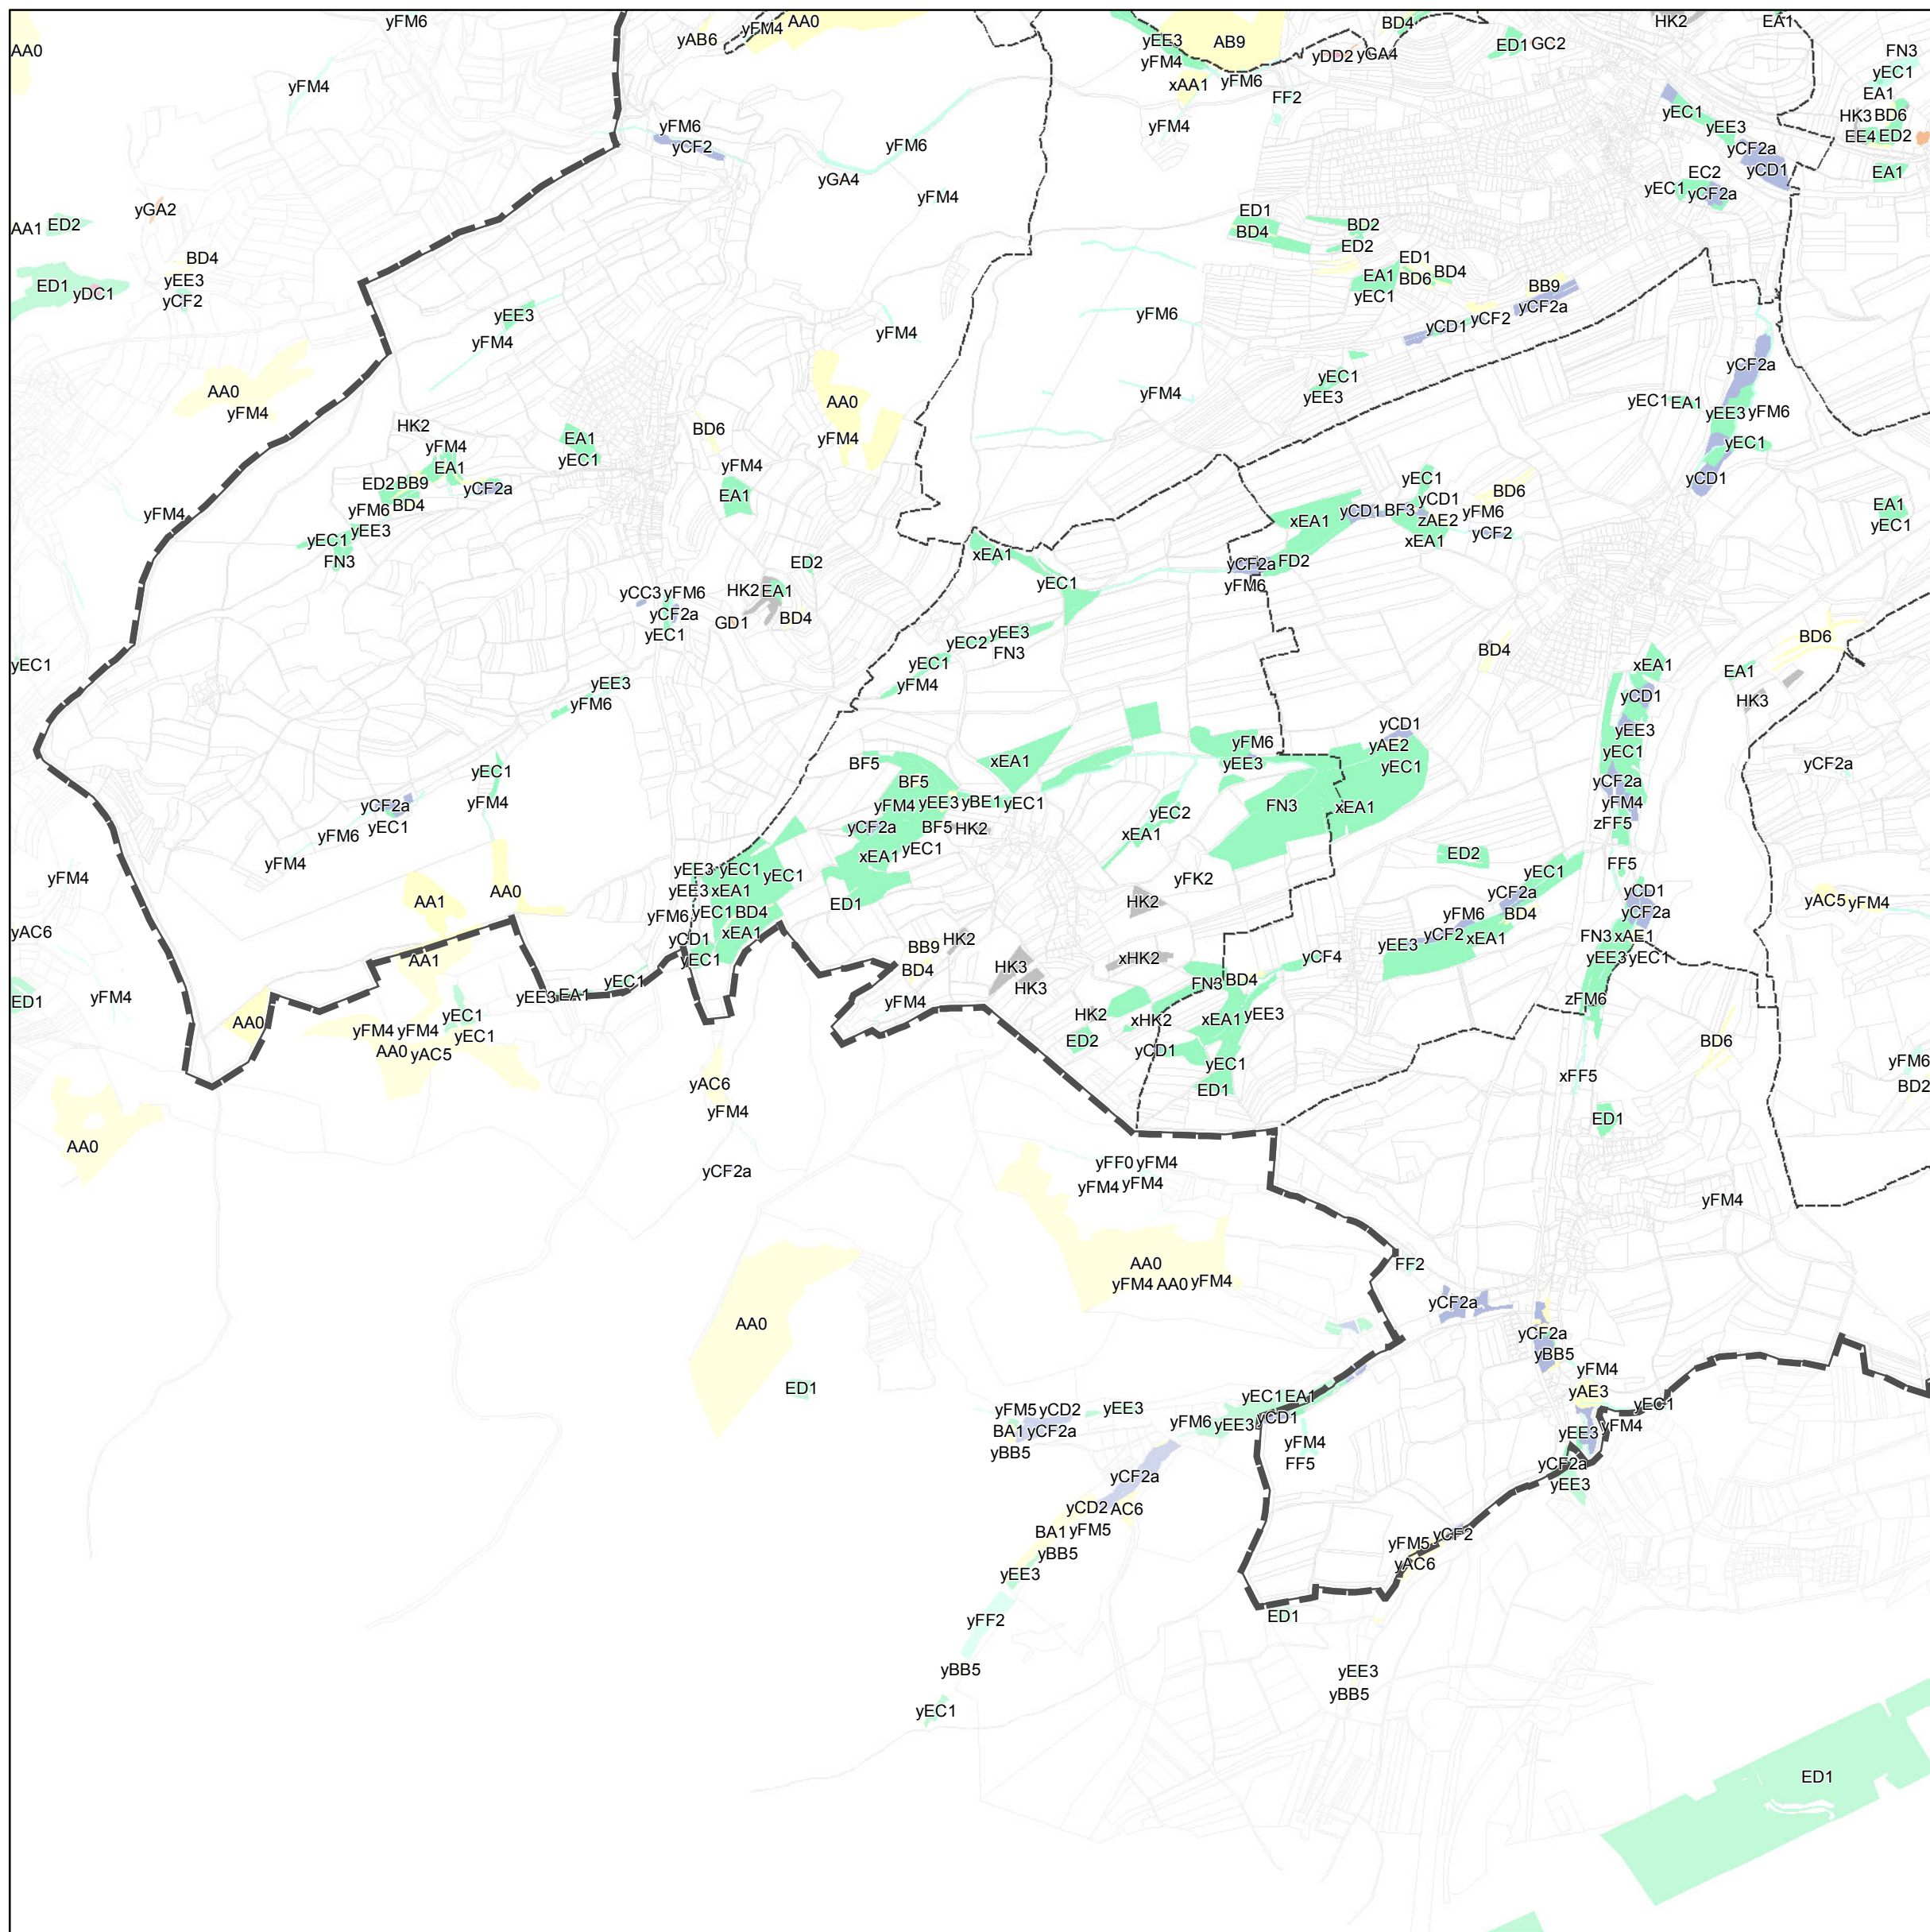 yFM6
AA0
yFM4
yAB6
BD4
HK2
EA1
AA0
yEE3
AB9
ED1 GC2
FN3
yFM4
yDD2 yGA4
yEC1
yFM4
xAA1
yFM6
FF2
EA1
yEC1
HK3 BD6
yFM6
yFM4
yEE3
EE4 ED2
yCF2
yFM6
yCF2a
yCD1
EC2
EA1
yGA4
yEC1
yCF2a
yFM4
yGA2
ED1
BD4
BD2
AA1 ED2
ED2
BD4
ED1
yEE3
EA1
BD6
BD4
ED1
yDC1
yCF2
yEC1
BB9
yCF2a
yEE3
yFM6
yCF2
yFM4
yFM4
yCD1
yCF2a
yEC1
AA0
yFM4
yEE3
yEC1 EA1
yFM4
AA0
yEE3 yFM6
HK2
BD6
yFM4
EA1
yFM4
yEC1
yEC1
yFM4
EA1
yEC1
yCD1
ED2 BB9
yCF2a
EA1
yCD1
BD6
BD4
EA1
yFM4
yFM6
xEA1
yCD1 BF3
zAE2
yFM6
yEC1
yEE3
xEA1
yCF2
yEC1
FN3
xEA1
yCF2a
FD2
ED2
yEC1
yFM6
yCC3 yFM6
HK2 EA1
yCF2a
GD1
BD4
yEC1
yEC2
yEE3
BD6
FN3
BD4
yEC1
yEC1
xEA1
yFM4
EA1
yEE3
yCD1
yFM6
HK3
yCD1
yEE3
yFM6
yAE2
yEC1
BF5
yEE3
xEA1
yEC1
yCF2a
yEC1
BF5
yCF2a
yCF2a
yFM4
yFM4 yEE3 yBE1 yEC1
FN3
xEA1
yFM4
yEC1
yEC2
yFM6
yCF2a
BF5 HK2
xEA1
zFF5
yFM4
xEA1
yEC1
ED2
yFM4
yEE3 yEC1
yEC1
yFK2
yEC1
FF5
AA1
AA0
yEE3 xEA1
yCF2a
yCD1
yFM6
yEC1 BD4
ED1
HK2
yFM6
BD4
yCF2a
yAC5 yFM4
yAC6
xEA1
yCD1
BB9
HK2
yCF2 xEA1
FN3 xAE1
AA1
yEC1
BD4
HK3
xHK2
yEE3
yCF4
yEE3 yEC1
ED1
yFM4
yEE3 EA1
yEC1
yFM4
HK3
FN3 BD4
zFM6
AA0
yEC1
HK2
xHK2
xEA1
yEE3
yFM4 yFM4
yEC1
ED2
BD6
AA0 yAC5
yCD1
yEC1
yFM6
yAC6
ED1
xFF5
BD2
yFM4
ED1
AA0
yCF2a
yFF0 yFM4
yFM4 yFM4
yFM4
AA0
yFM4 AA0 yFM4
FF2
yCF2a
AA0
yCF2a
yBB5
yFM4
ED1
yEC1 EA1
yAE3
yFM5 yCD2
yEE3
yCD1
yEC1
BA1 yCF2a
yFM6 yEE3
yFM4
yBB5
yFM4
yEE3
FF5
yCF2a
yCF2a
yEE3
yCD2 AC6
BA1 yFM5
yCF2
yBB5
yFM5
yAC6
yEE3
yFF2
ED1
yBB5
yEE3
yBB5
yEC1
ED1